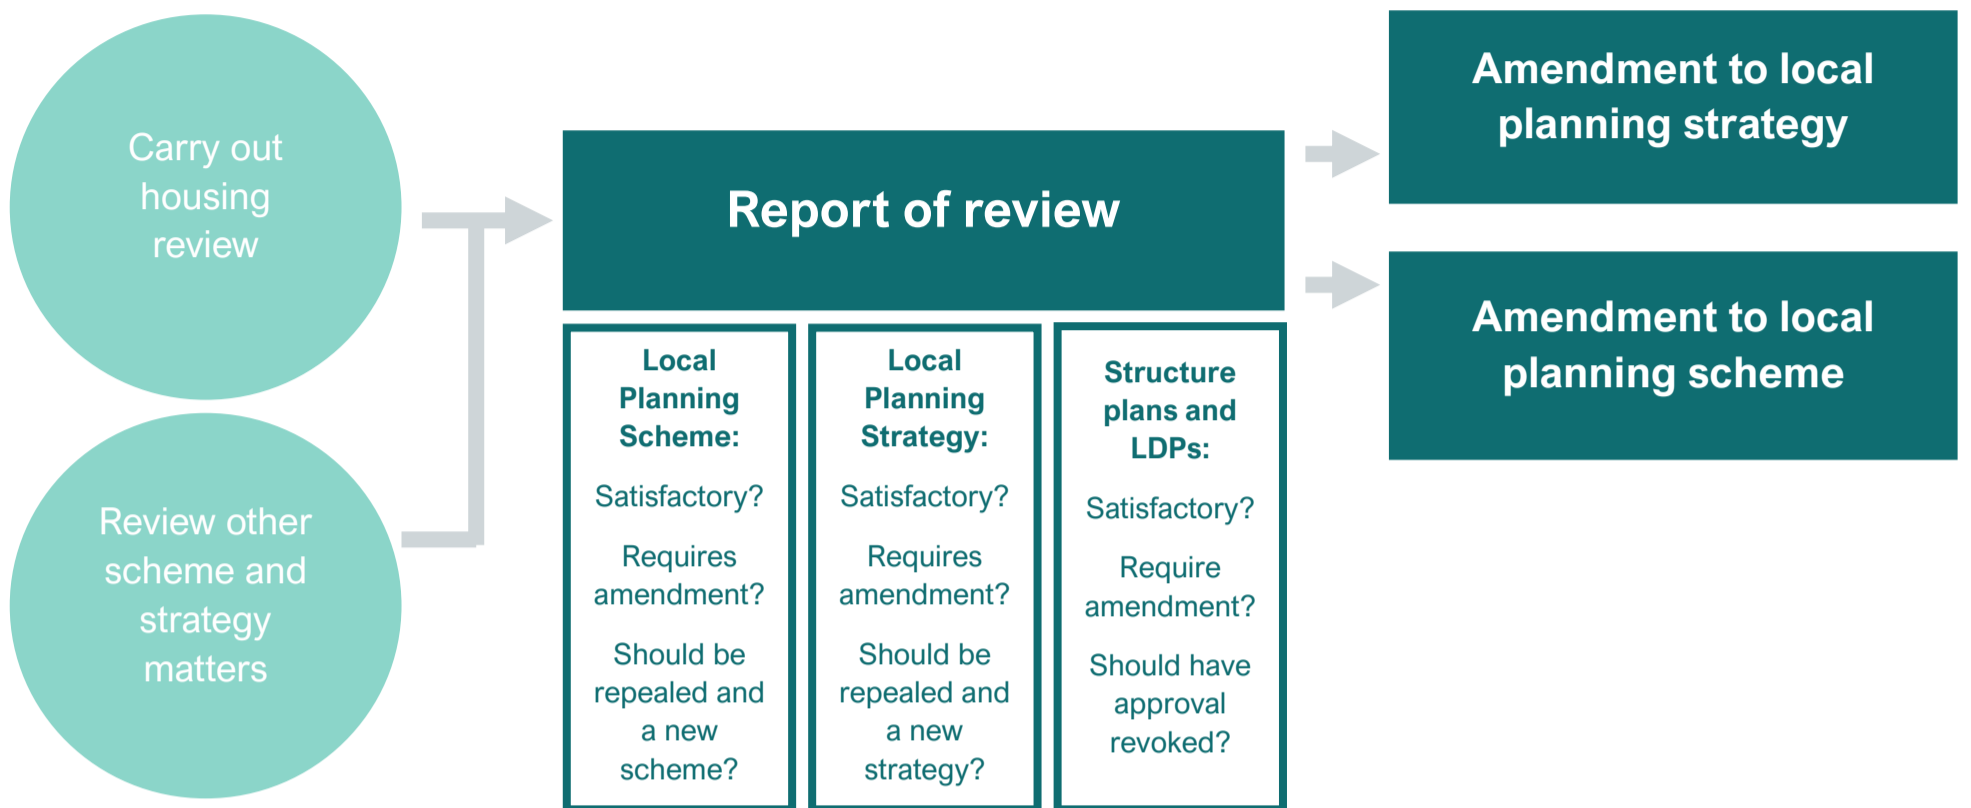 Carry out
housing
review
Review other
scheme and
strategy
matters
Report of review
Local
Planning
Scheme:
Satisfactory?
Requires
amendment?
Should be
repealed and
a new
scheme?
Local
Planning
Strategy:
Satisfactory?
Requires
amendment?
Should be
repealed and
a new
strategy?
Structure
plans and
LDPs:
Satisfactory?
Require
amendment?
Should have
approval
revoked?
Amendment to local
planning strategy
Amendment to local
planning scheme